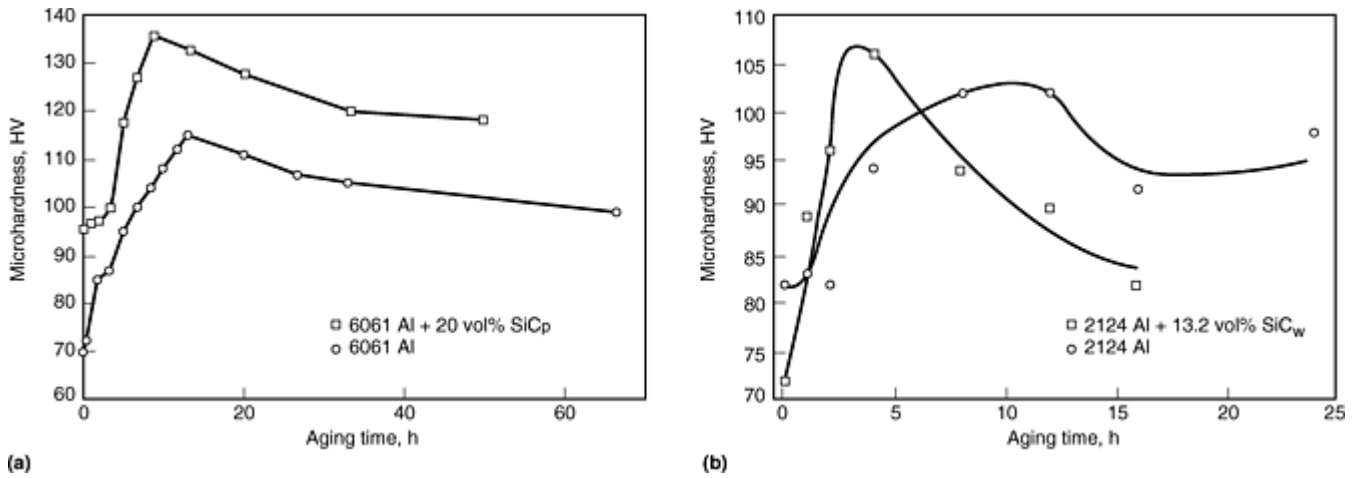 140
130
120
110
100
90
80
70
60
Microhardness, HV
0
20
40
60
Aging time, h
□ 6061 Al + 20 vol% SiCp
○ 6061 Al
(a)
110
105
100
95
90
85
80
75
70
Microhardness, HV
0
5
10
15
20
25
Aging time, h
□ 2124 Al + 13.2 vol% SiCw
○ 2124 Al
(b)